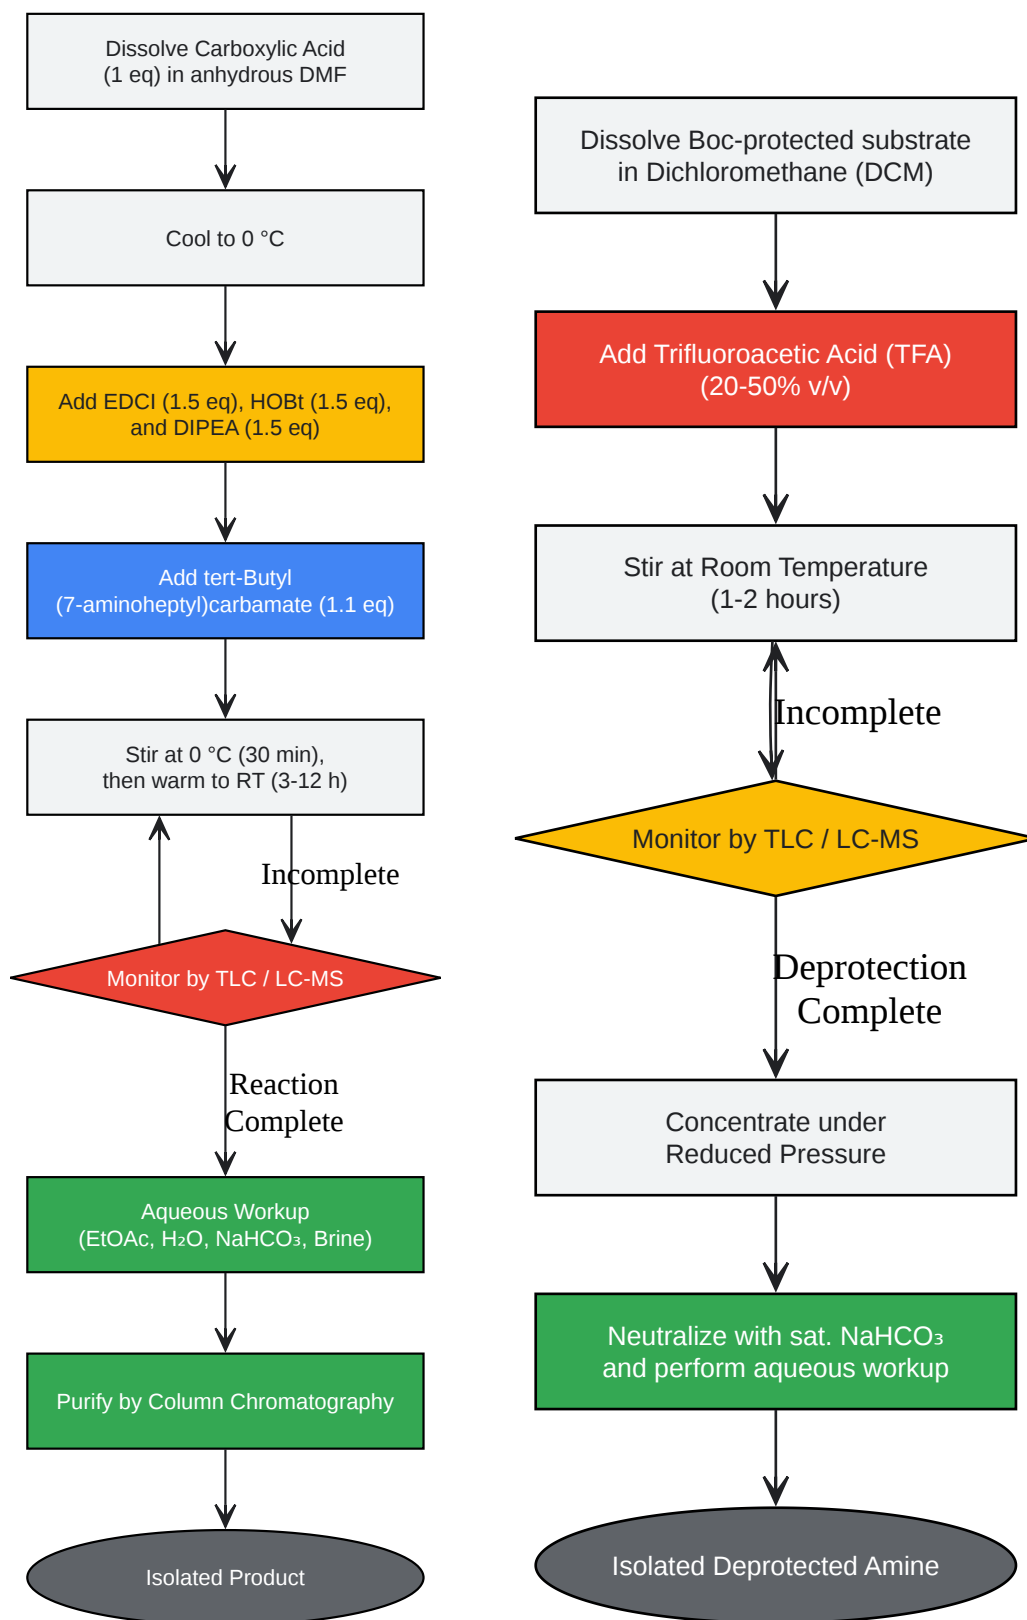 Dissolve Carboxylic Acid
(1 eq) in anhydrous DMF
Cool to 0 °C
Add EDCI (1.5 eq), HOBt (1.5 eq),
and DIPEA (1.5 eq)
Add tert-Butyl
(7-aminoheptyl)carbamate (1.1 eq)
Stir at 0 °C (30 min),
then warm to RT (3-12 h)
Incomplete
Monitor by TLC / LC-MS
Reaction
Complete
Aqueous Workup
(EtOAc, H₂O, NaHCO₃, Brine)
Purify by Column Chromatography
Isolated Product
Dissolve Boc-protected substrate
in Dichloromethane (DCM)
Add Trifluoroacetic Acid (TFA)
(20-50% v/v)
Stir at Room Temperature
(1-2 hours)
Incomplete
Monitor by TLC / LC-MS
Deprotection
Complete
Concentrate under
Reduced Pressure
Neutralize with sat. NaHCO₃
and perform aqueous workup
Isolated Deprotected Amine